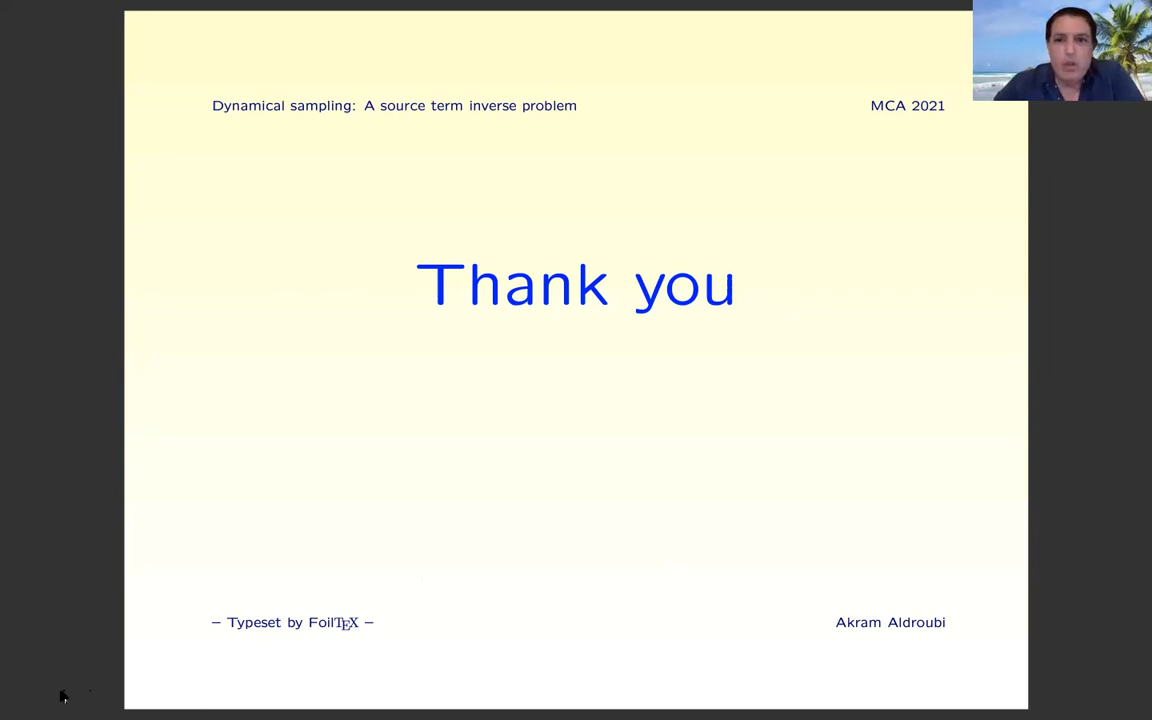 Dynamical sampling: A source term inverse problem MCA 2021
Thank you
– Typeset by FoilTEX – Akram Aldroubi